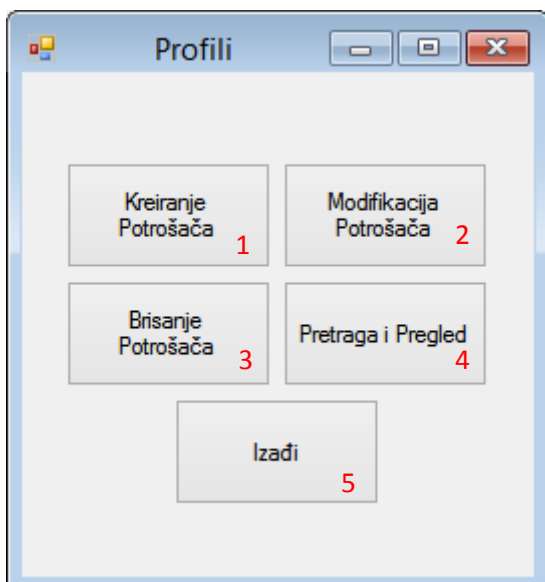 Profili
Kreiranje
Potrošača
1
Modifikacija
Potrošača
2
Brisanje
Potrošača
3
Pretraga i Pregled
4
Izađi
5